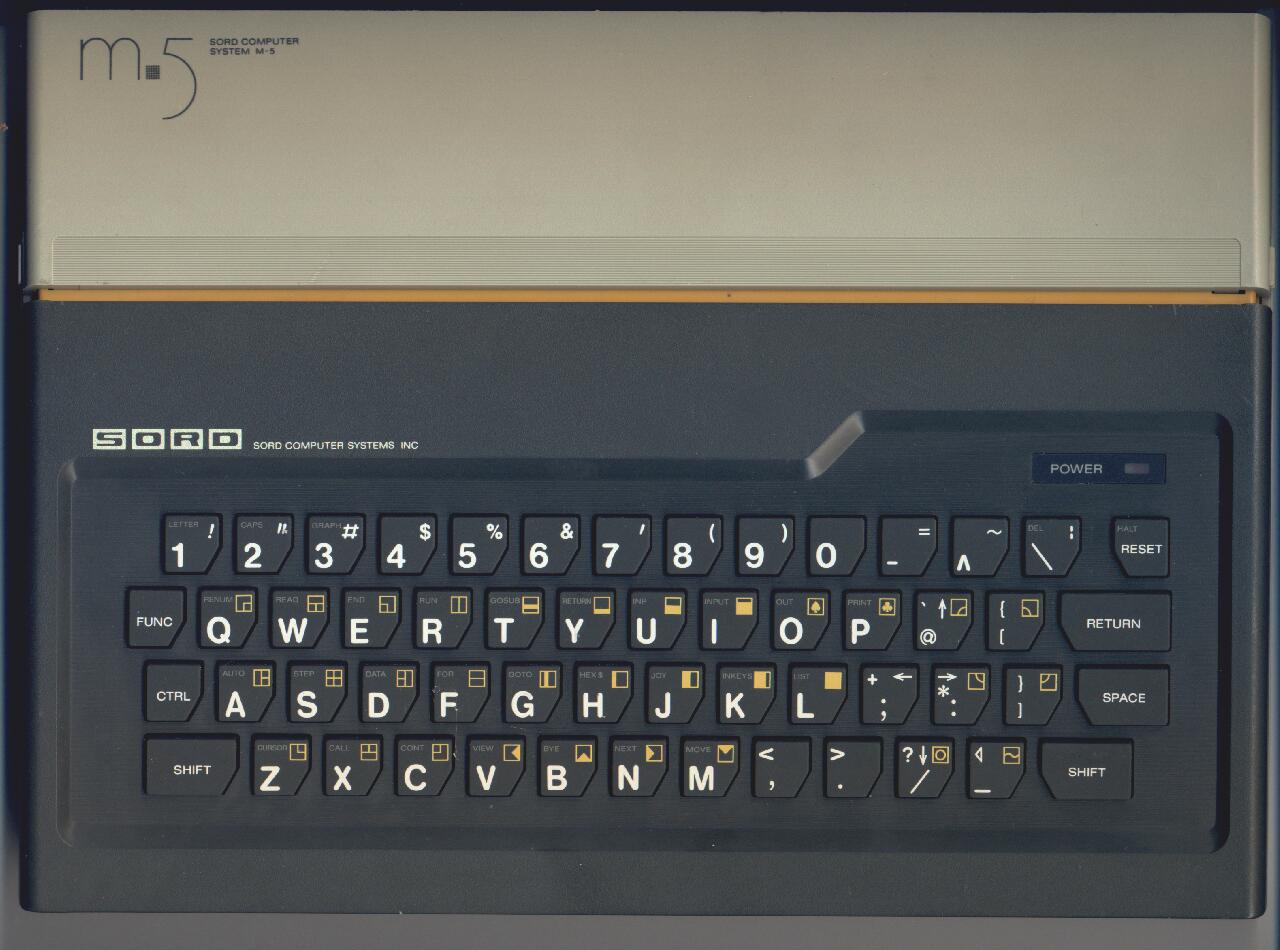 m.5 SORD COMPUTER
SYSTEM M-5
SORD SORD COMPUTER SYSTEMS INC
POWER
LETTER ! CAPS " GRAPH # $ % & ' ( ) = ~ DEL ¦ HALT
1 2 3 4 5 6 7 8 9 0 - ^ \ RESET
RENUM READ END RUN GOSUB RETURN INP INPUT OUT PRINT ` ↑ {
FUNC Q W E R T Y U I O P @ [ RETURN
AUTO STEP DATA FOR GOTO HEX$ JOY INKEY$ LIST + ← → * }
CTRL A S D F G H J K L ; : ] SPACE
CURSOR CALL CONT VIEW BYE NEXT MOVE < > ? ↓
SHIFT Z X C V B N M , . / _ SHIFT